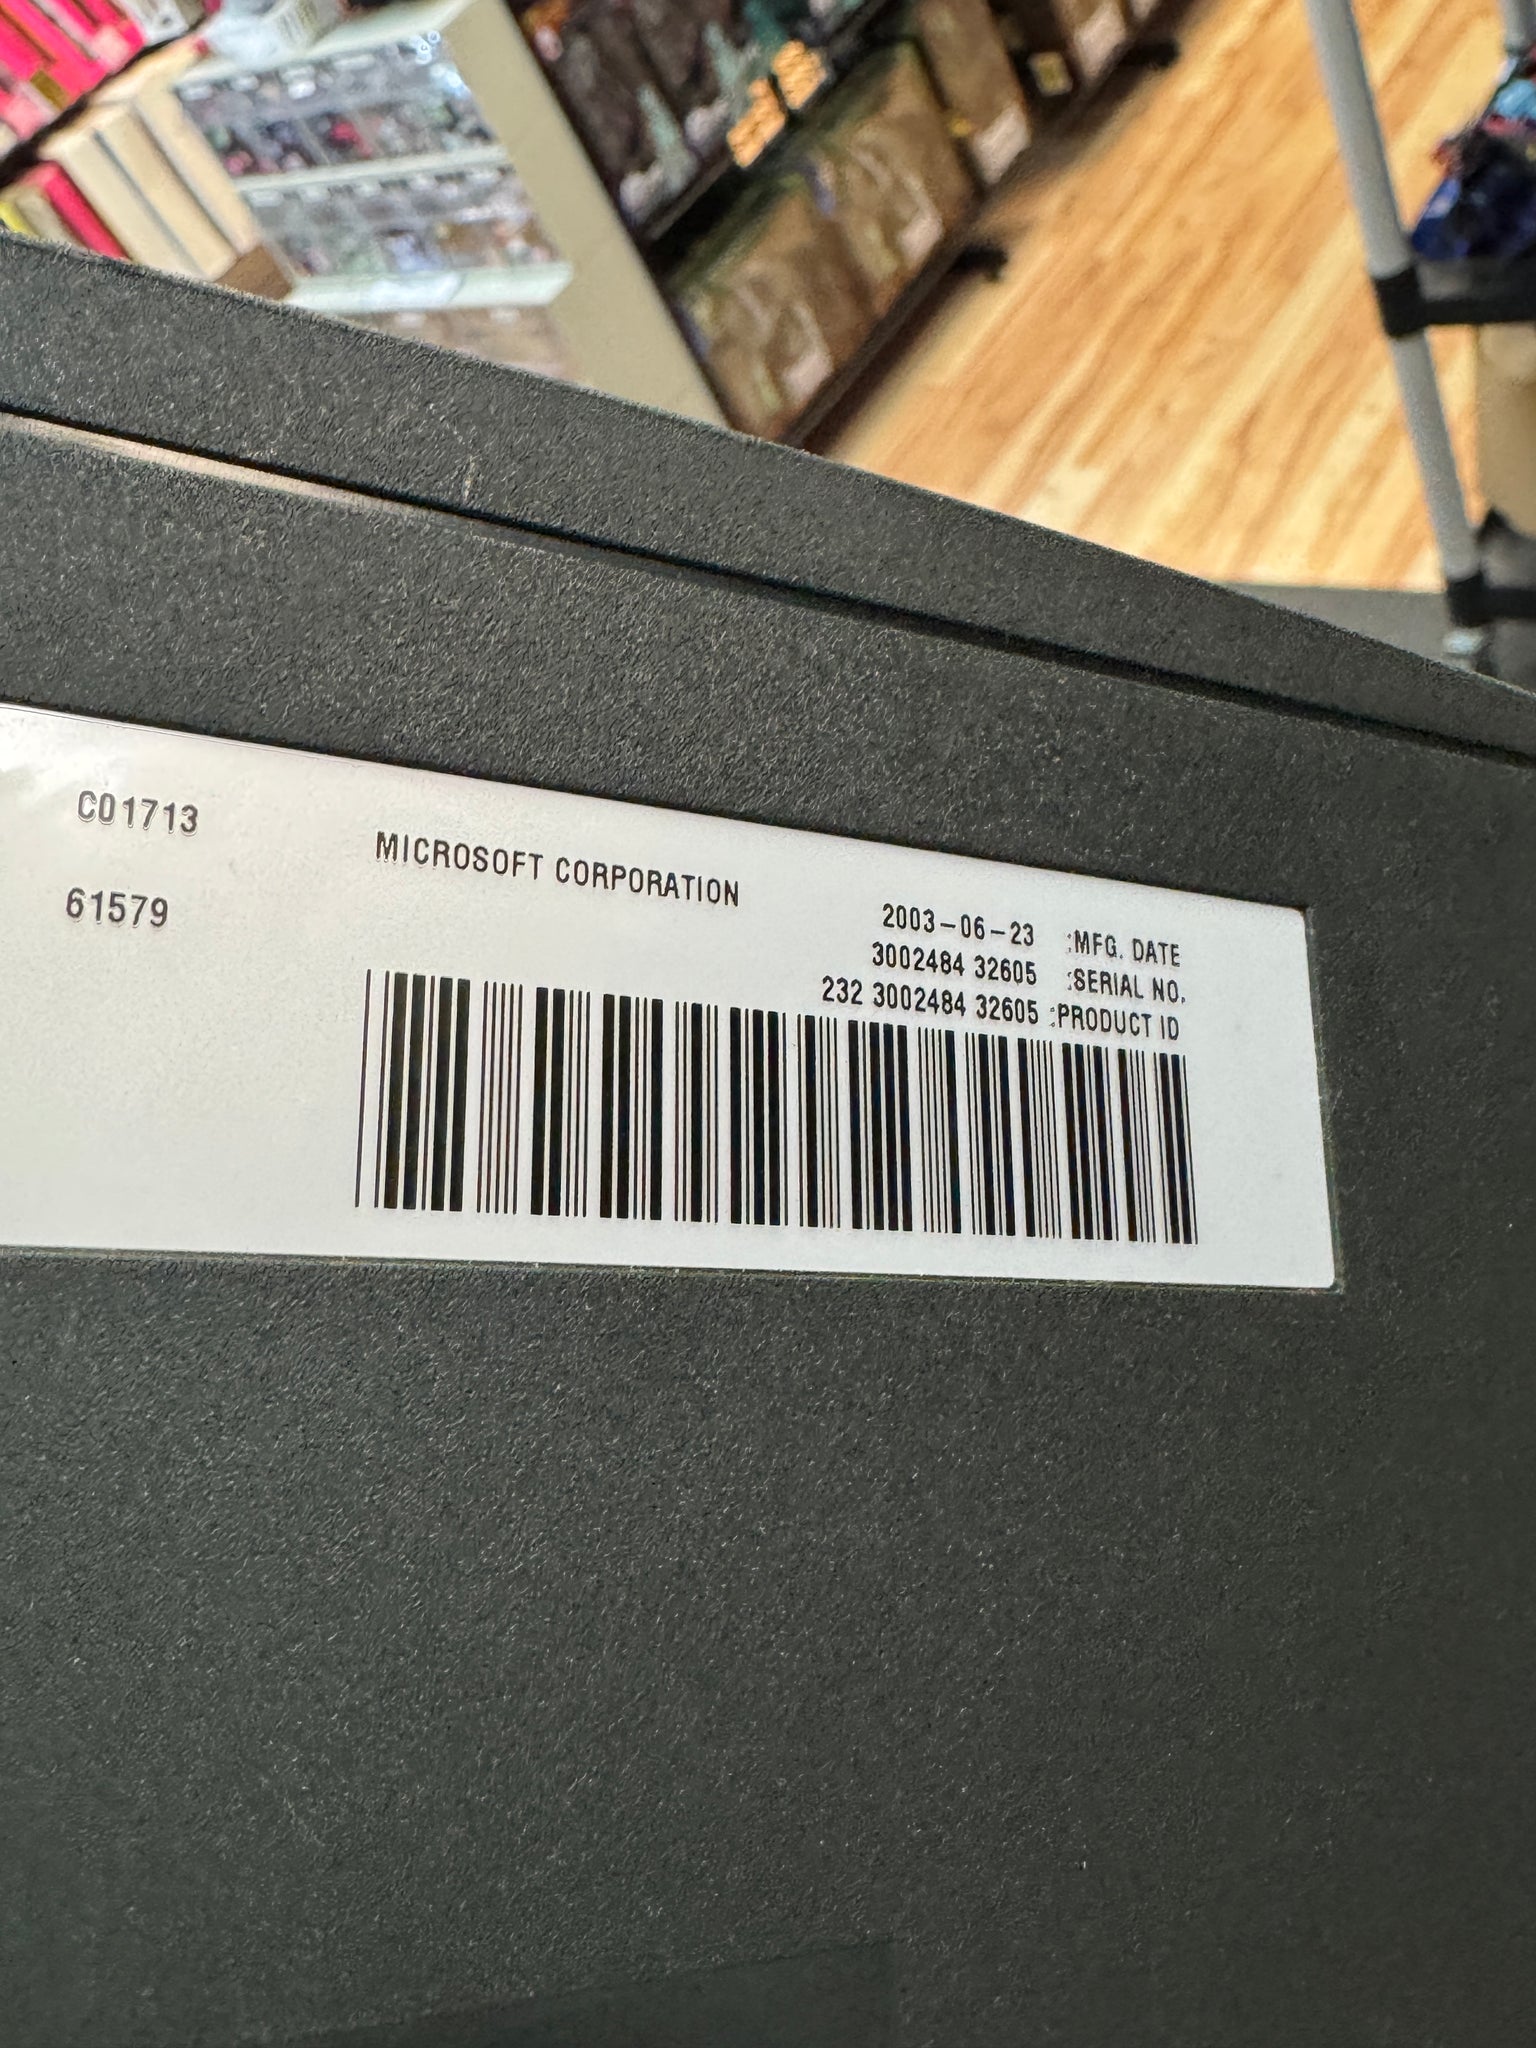 C01713
61579
MICROSOFT CORPORATION
2003-06-23 :MFG. DATE
3002484 32605 :SERIAL NO.
232 3002484 32605 :PRODUCT ID